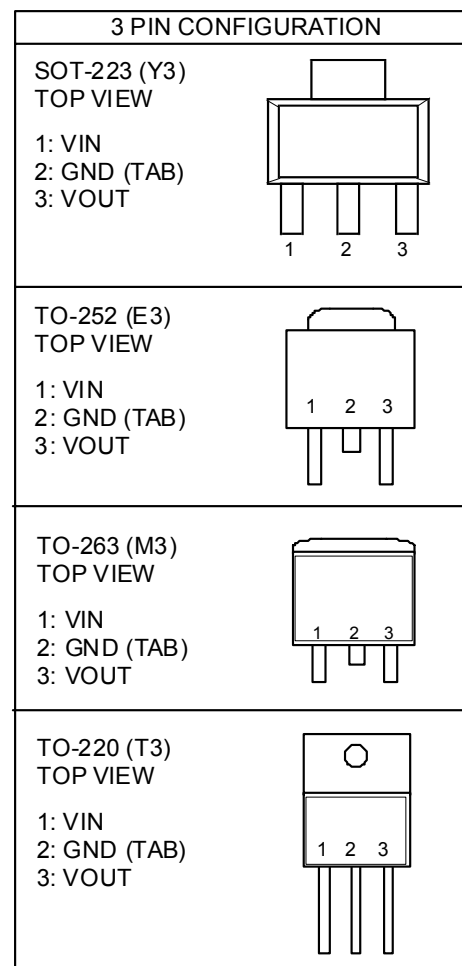 3 PIN CONFIGURATION
SOT-223 (Y3)
TOP VIEW
1: VIN
2: GND (TAB)
3: VOUT
1 2 3
TO-252 (E3)
TOP VIEW
1: VIN
2: GND (TAB)
3: VOUT
1 2 3
TO-263 (M3)
TOP VIEW
1: VIN
2: GND (TAB)
3: VOUT
1 2 3
TO-220 (T3)
TOP VIEW
1: VIN
2: GND (TAB)
3: VOUT
1 2 3